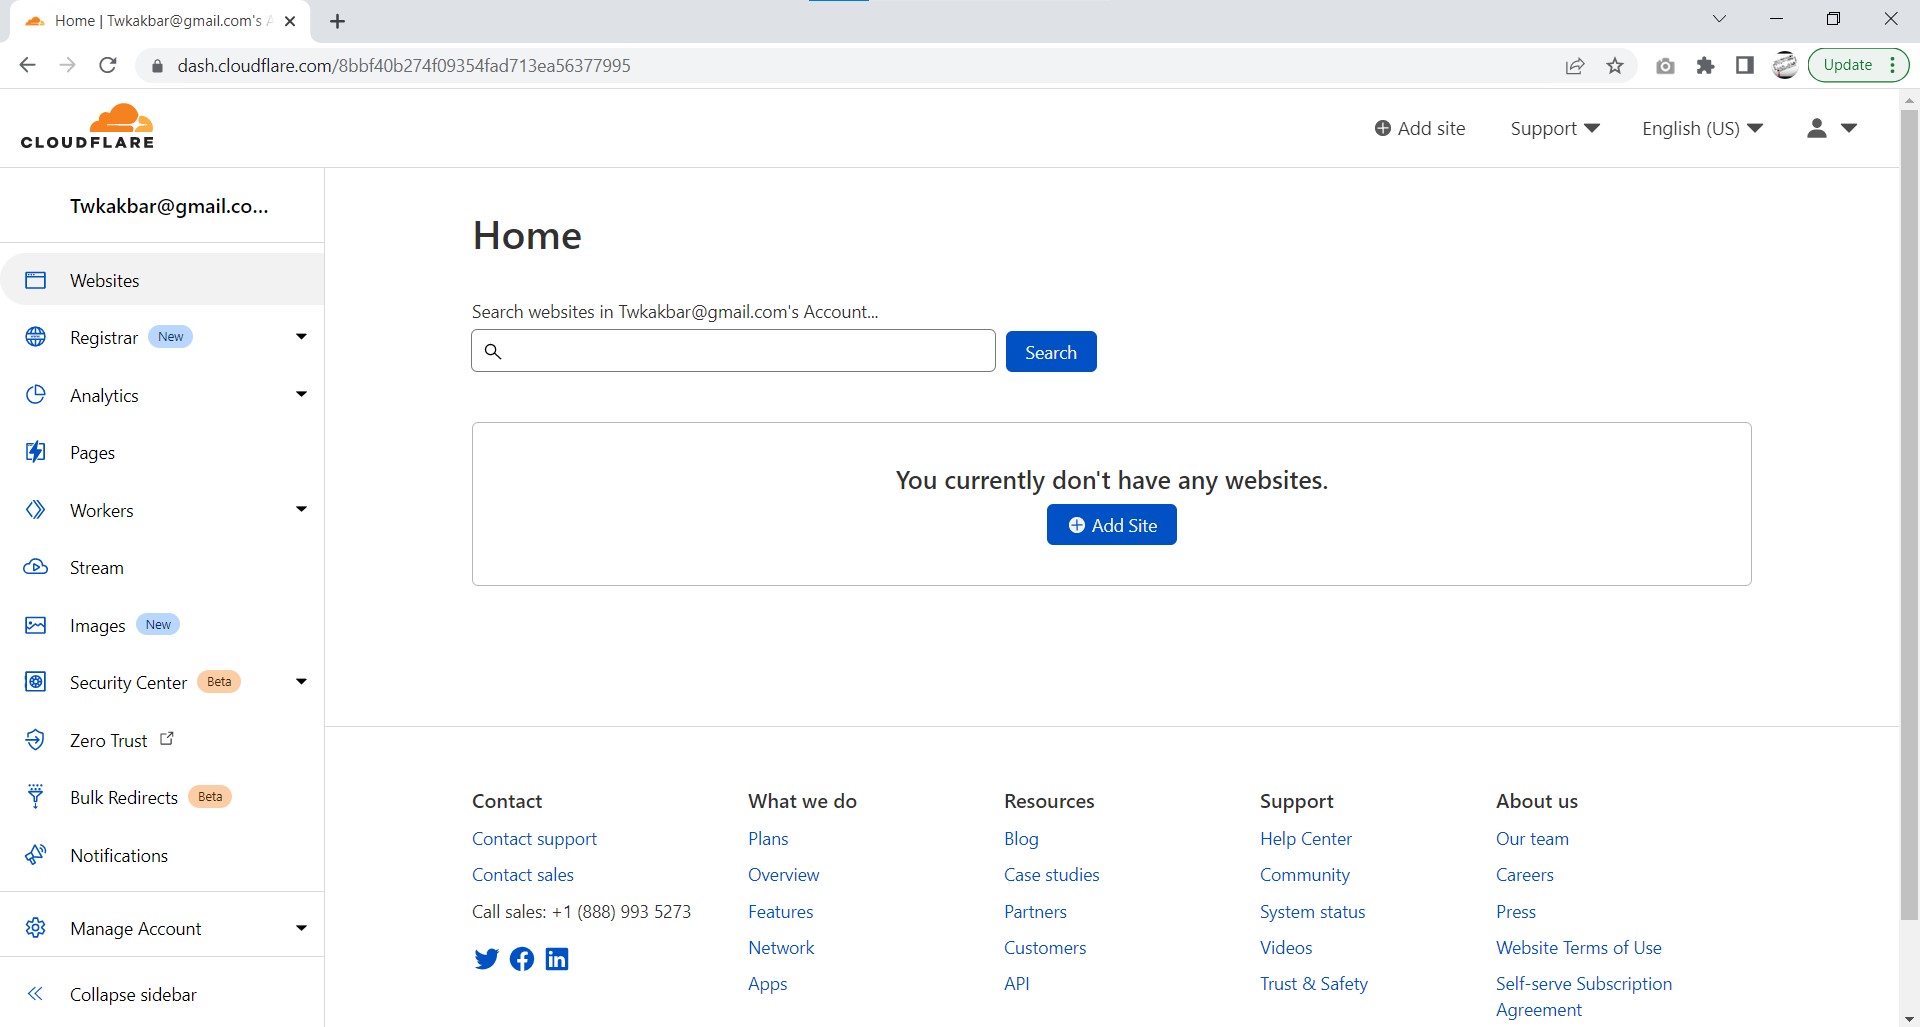 Home | Twkakbar@gmail.com's A
dash.cloudflare.com/8bbf40b274f09354fad713ea56377995
Update
CLOUDFLARE
Add site
Support
English (US)
Twkakbar@gmail.co...
Websites
Registrar New
Analytics
Pages
Workers
Stream
Images New
Security Center Beta
Zero Trust
Bulk Redirects Beta
Notifications
Manage Account
Collapse sidebar
Home
Search websites in Twkakbar@gmail.com's Account...
Search
You currently don't have any websites.
Add Site
Contact
Contact support
Contact sales
Call sales: +1 (888) 993 5273
What we do
Plans
Overview
Features
Network
Apps
Resources
Blog
Case studies
Partners
Customers
API
Support
Help Center
Community
System status
Videos
Trust & Safety
About us
Our team
Careers
Press
Website Terms of Use
Self-serve Subscription
Agreement